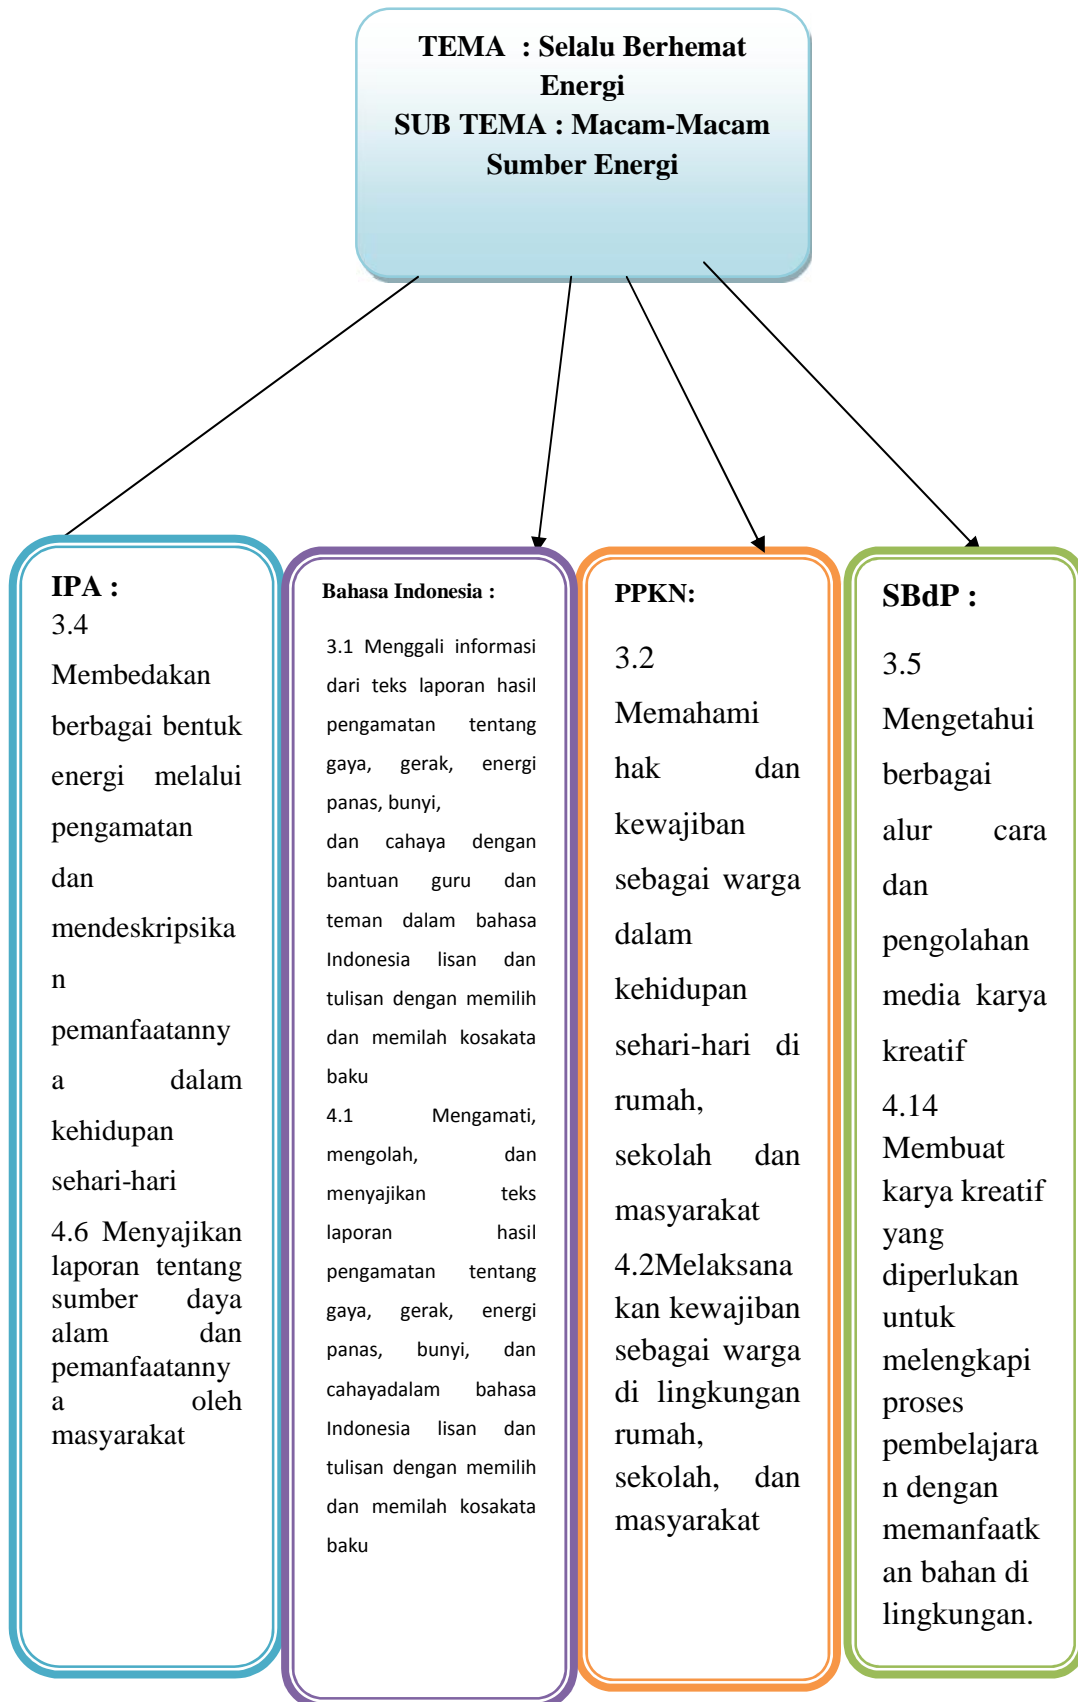 TEMA : Selalu Berhemat
Energi
SUB TEMA : Macam-Macam
Sumber Energi
IPA :
3.4
Membedakan
berbagai bentuk
energi melalui
pengamatan
dan
mendeskripsika
n
pemanfaatanny
a dalam
kehidupan
sehari-hari
4.6 Menyajikan
laporan tentang
sumber daya
alam dan
pemanfaatanny
a oleh
masyarakat
Bahasa Indonesia :
3.1 Menggali informasi
dari teks laporan hasil
pengamatan tentang
gaya, gerak, energi
panas, bunyi,
dan cahaya dengan
bantuan guru dan
teman dalam bahasa
Indonesia lisan dan
tulisan dengan memilih
dan memilah kosakata
baku
4.1 Mengamati,
mengolah, dan
menyajikan teks
laporan hasil
pengamatan tentang
gaya, gerak, energi
panas, bunyi, dan
cahayadalam bahasa
Indonesia lisan dan
tulisan dengan memilih
dan memilah kosakata
baku
PPKN:
3.2
Memahami
hak dan
kewajiban
sebagai warga
dalam
kehidupan
sehari-hari di
rumah,
sekolah dan
masyarakat
4.2Melaksana
kan kewajiban
sebagai warga
di lingkungan
rumah,
sekolah, dan
masyarakat
SBdP :
3.5
Mengetahui
berbagai
alur cara
dan
pengolahan
media karya
kreatif
4.14
Membuat
karya kreatif
yang
diperlukan
untuk
melengkapi
proses
pembelajara
n dengan
memanfaatk
an bahan di
lingkungan.